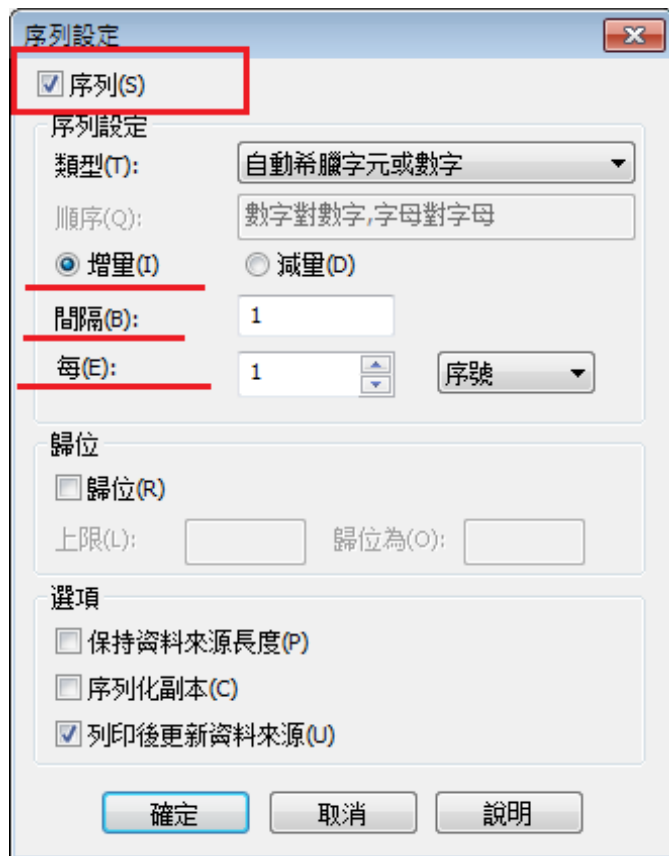 序列設定
序列(S)
序列設定
類型(T): 自動希臘字元或數字
順序(Q): 數字對數字,字母對字母
增量(I) 減量(D)
間隔(B): 1
每(E): 1 序號
歸位
歸位(R)
上限(L): 歸位為(O):
選項
保持資料來源長度(P)
序列化副本(C)
列印後更新資料來源(U)
確定 取消 說明